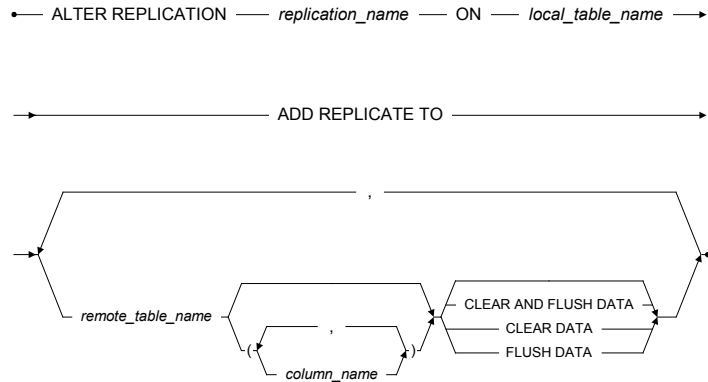 ALTER REPLICATION replication_name ON local_table_name
ADD REPLICATE TO
,
remote_table_name
CLEAR AND FLUSH DATA
CLEAR DATA
FLUSH DATA
( , )
column_name